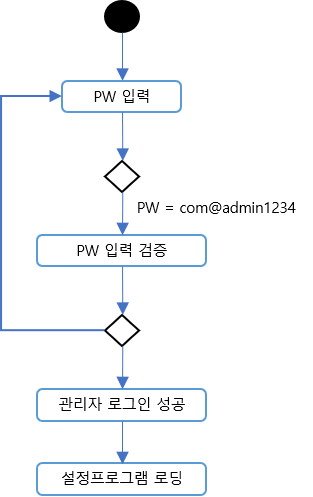 PW 입력
PW = com@admin1234
PW 입력 검증
관리자 로그인 성공
설정프로그램 로딩